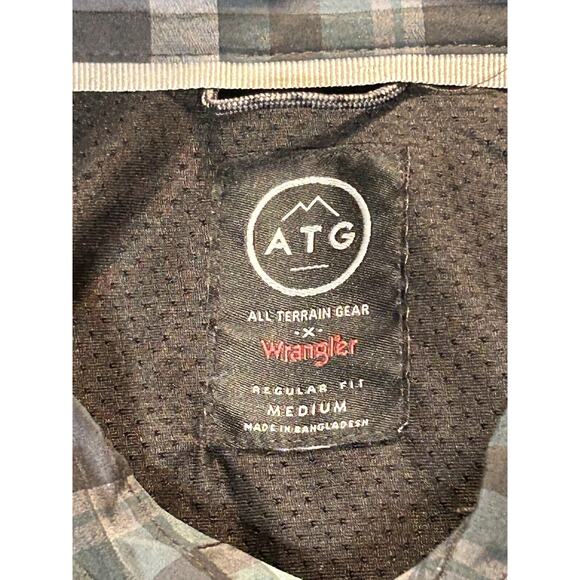 ATG
ALL TERRAIN GEAR
-X-
Wrangler
REGULAR FIT
MEDIUM
MADE IN BANGLADESH